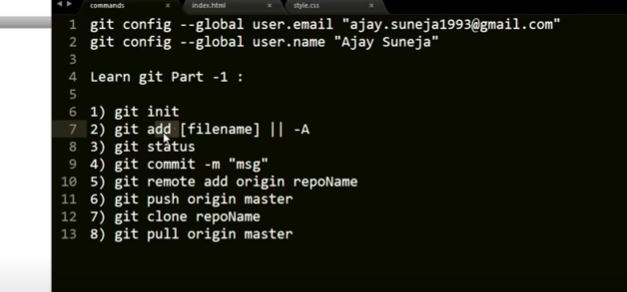 commands
index.html
style.css
1 git config --global user.email "ajay.suneja1993@gmail.com"
2 git config --global user.name "Ajay Suneja"
3
4 Learn git Part -1 :
5
6 1) git init
7 2) git add [filename] || -A
8 3) git status
9 4) git commit -m "msg"
10 5) git remote add origin repoName
11 6) git push origin master
12 7) git clone repoName
13 8) git pull origin master